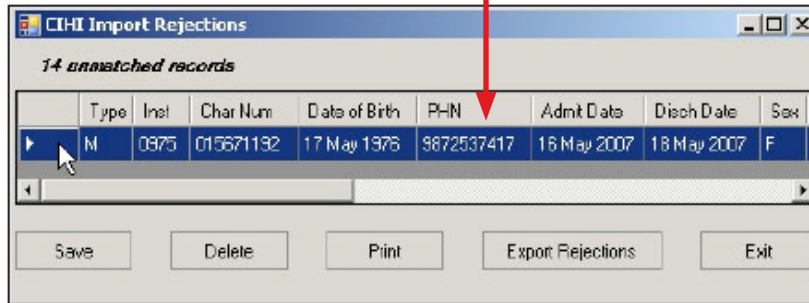 CIHI Import Rejections
14 unmatched records
Type Inst Char Num Date of Birth PHN Admit Date Disch Date Sex
M 0975 015671192 17 May 1976 9872537417 16 May 2007 18 May 2007 F
Save Delete Print Export Rejections Exit